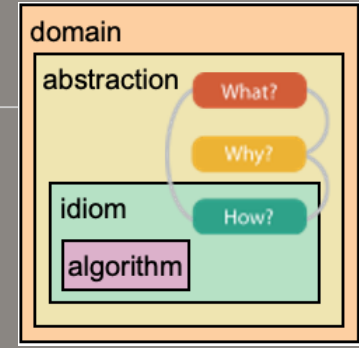 domain
abstraction
What?
Why?
idiom
How?
algorithm